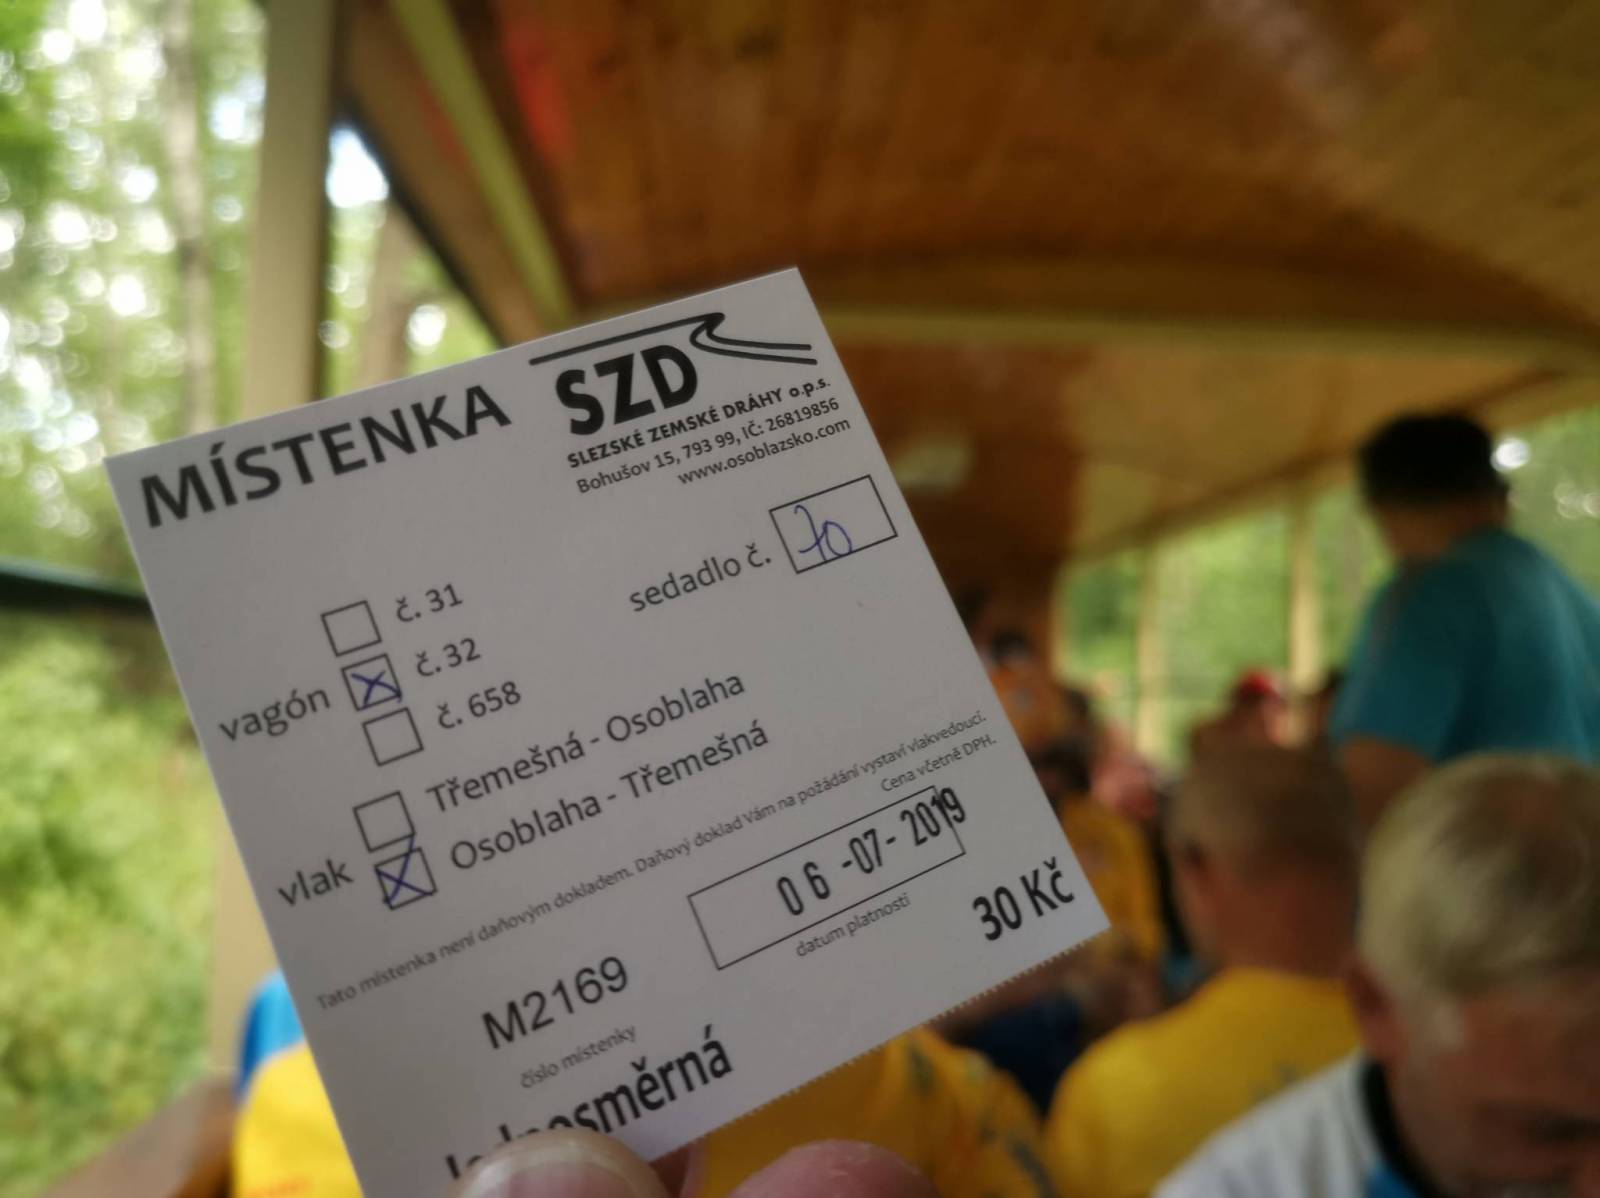 MÍSTENKA
SZD
SLEZSKÉ ZEMSKÉ DRÁHY o.p.s.
Bohušov 15, 793 99, IČ: 26819856
www.osoblazsko.com
sedadlo č. 70
vagón
č. 31
č. 32
č. 658
vlak
Třemešná - Osoblaha
Osoblaha - Třemešná
Tato místenka není daňovým dokladem. Daňový doklad Vám na požádání vystaví vlakvedoucí.
Cena včetně DPH.
06-07-2019
datum platnosti
30 Kč
M2169
číslo místenky